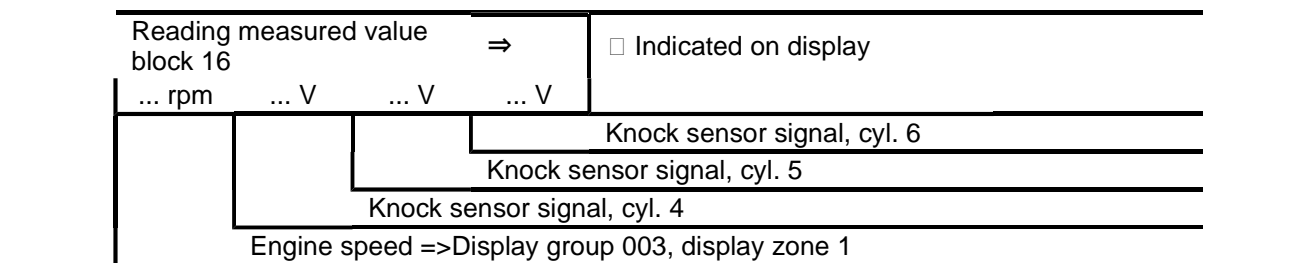 Reading measured value
block 16
⇒
□ Indicated on display
... rpm ... V ... V ... V
Knock sensor signal, cyl. 6
Knock sensor signal, cyl. 5
Knock sensor signal, cyl. 4
Engine speed =>Display group 003, display zone 1